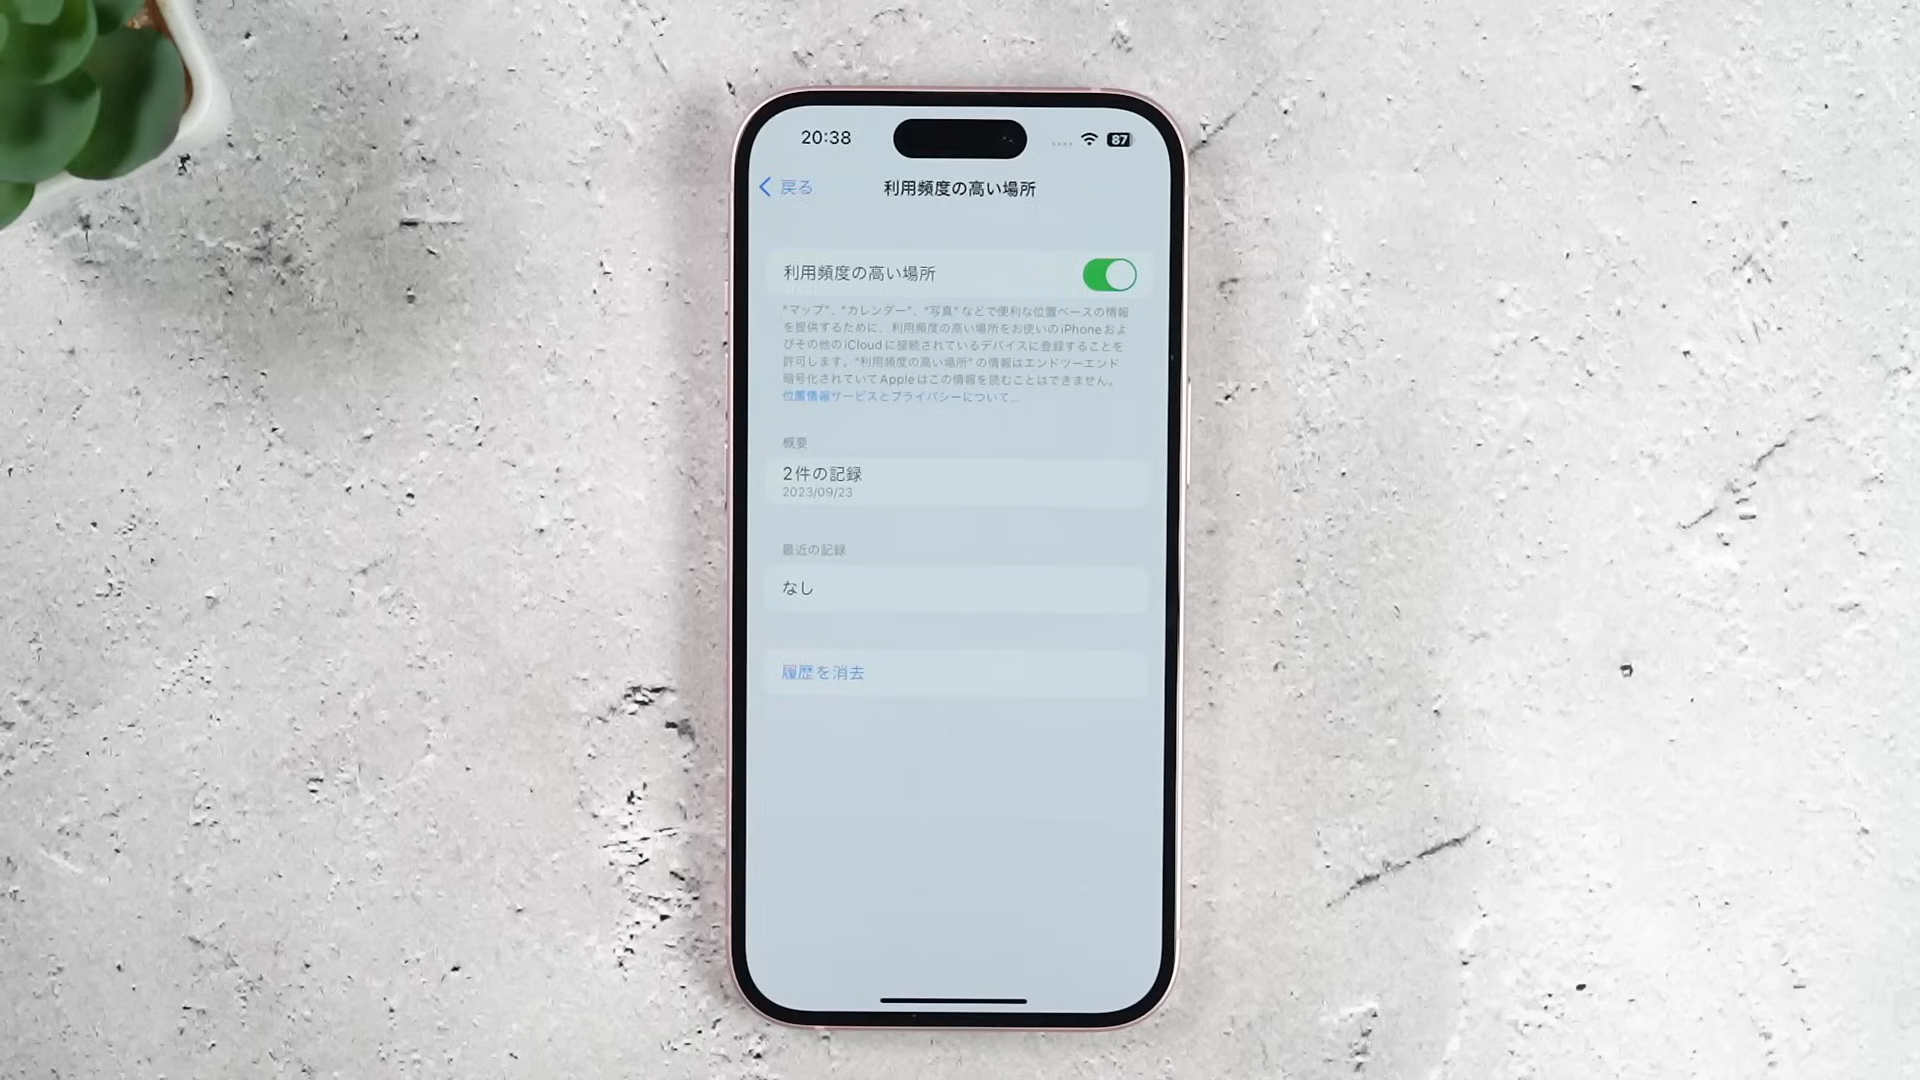 20:38
87
戻る
利用頻度の高い場所
利用頻度の高い場所
"マップ"、"カレンダー"、"写真"などで便利な位置ベースの情報
を提供するために、利用頻度の高い場所をお使いのiPhoneおよ
びその他のiCloudに接続されているデバイスに登録することを
許可します。"利用頻度の高い場所"の情報はエンドツーエンド
暗号化されていてAppleはこの情報を読むことはできません。
位置情報サービスとプライバシーについて...
概要
2件の記録
2023/09/23
最近の記録
なし
履歴を消去